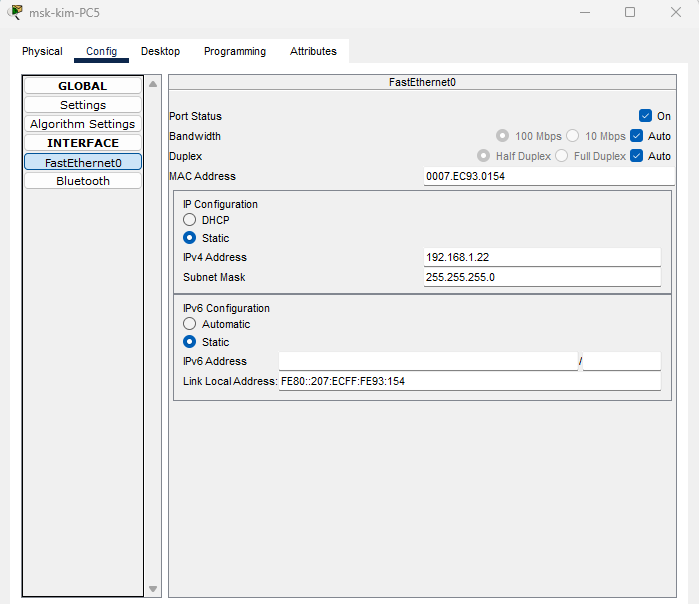 msk-kim-PC5
Physical Config Desktop Programming Attributes
GLOBAL
Settings
Algorithm Settings
INTERFACE
FastEthernet0
Bluetooth
FastEthernet0
Port Status On
Bandwidth 100 Mbps 10 Mbps Auto
Duplex Half Duplex Full Duplex Auto
MAC Address 0007.EC93.0154
IP Configuration
DHCP
Static
IPv4 Address 192.168.1.22
Subnet Mask 255.255.255.0
IPv6 Configuration
Automatic
Static
IPv6 Address /
Link Local Address: FE80::207:ECFF:FE93:154